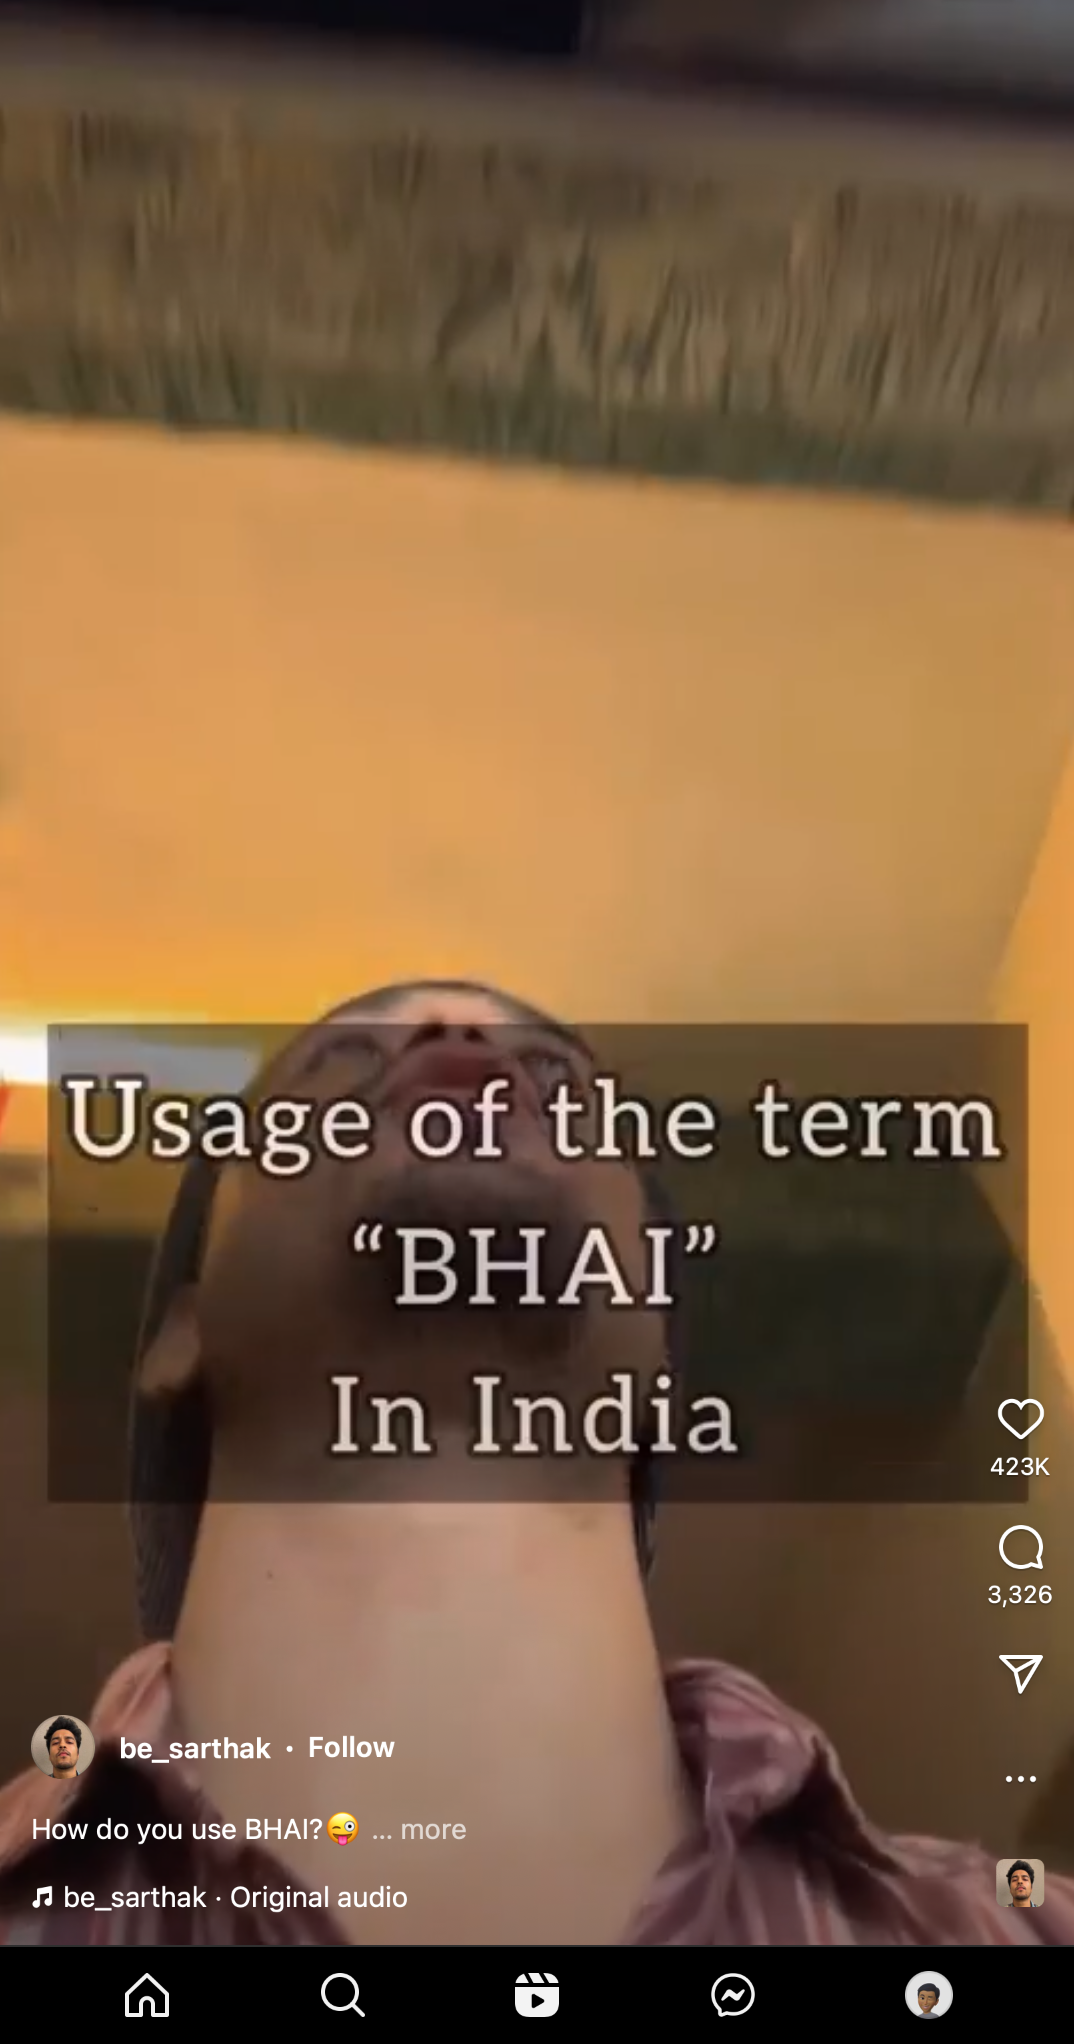 Usage of the term
“BHAI”
In India
423K
3,326
be_sarthak • Follow
How do you use BHAI?😜 ... more
be_sarthak · Original audio